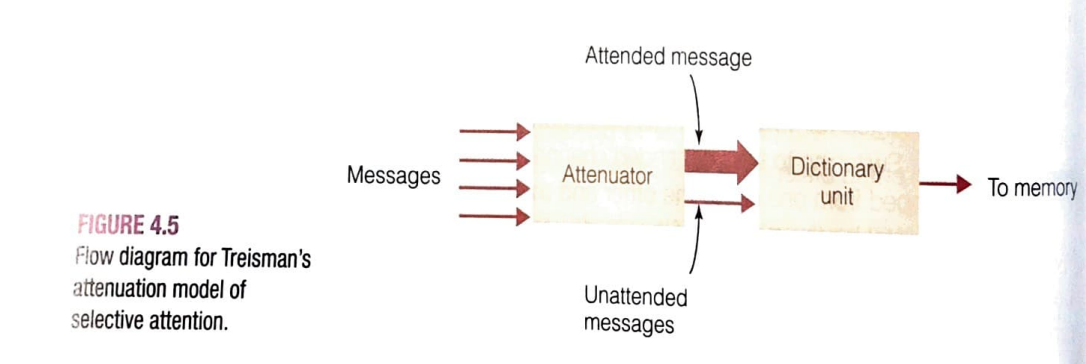 Attended message
Messages
Attenuator
Dictionary
unit
To memory
Unattended
messages
FIGURE 4.5
Flow diagram for Treisman's
attenuation model of
selective attention.